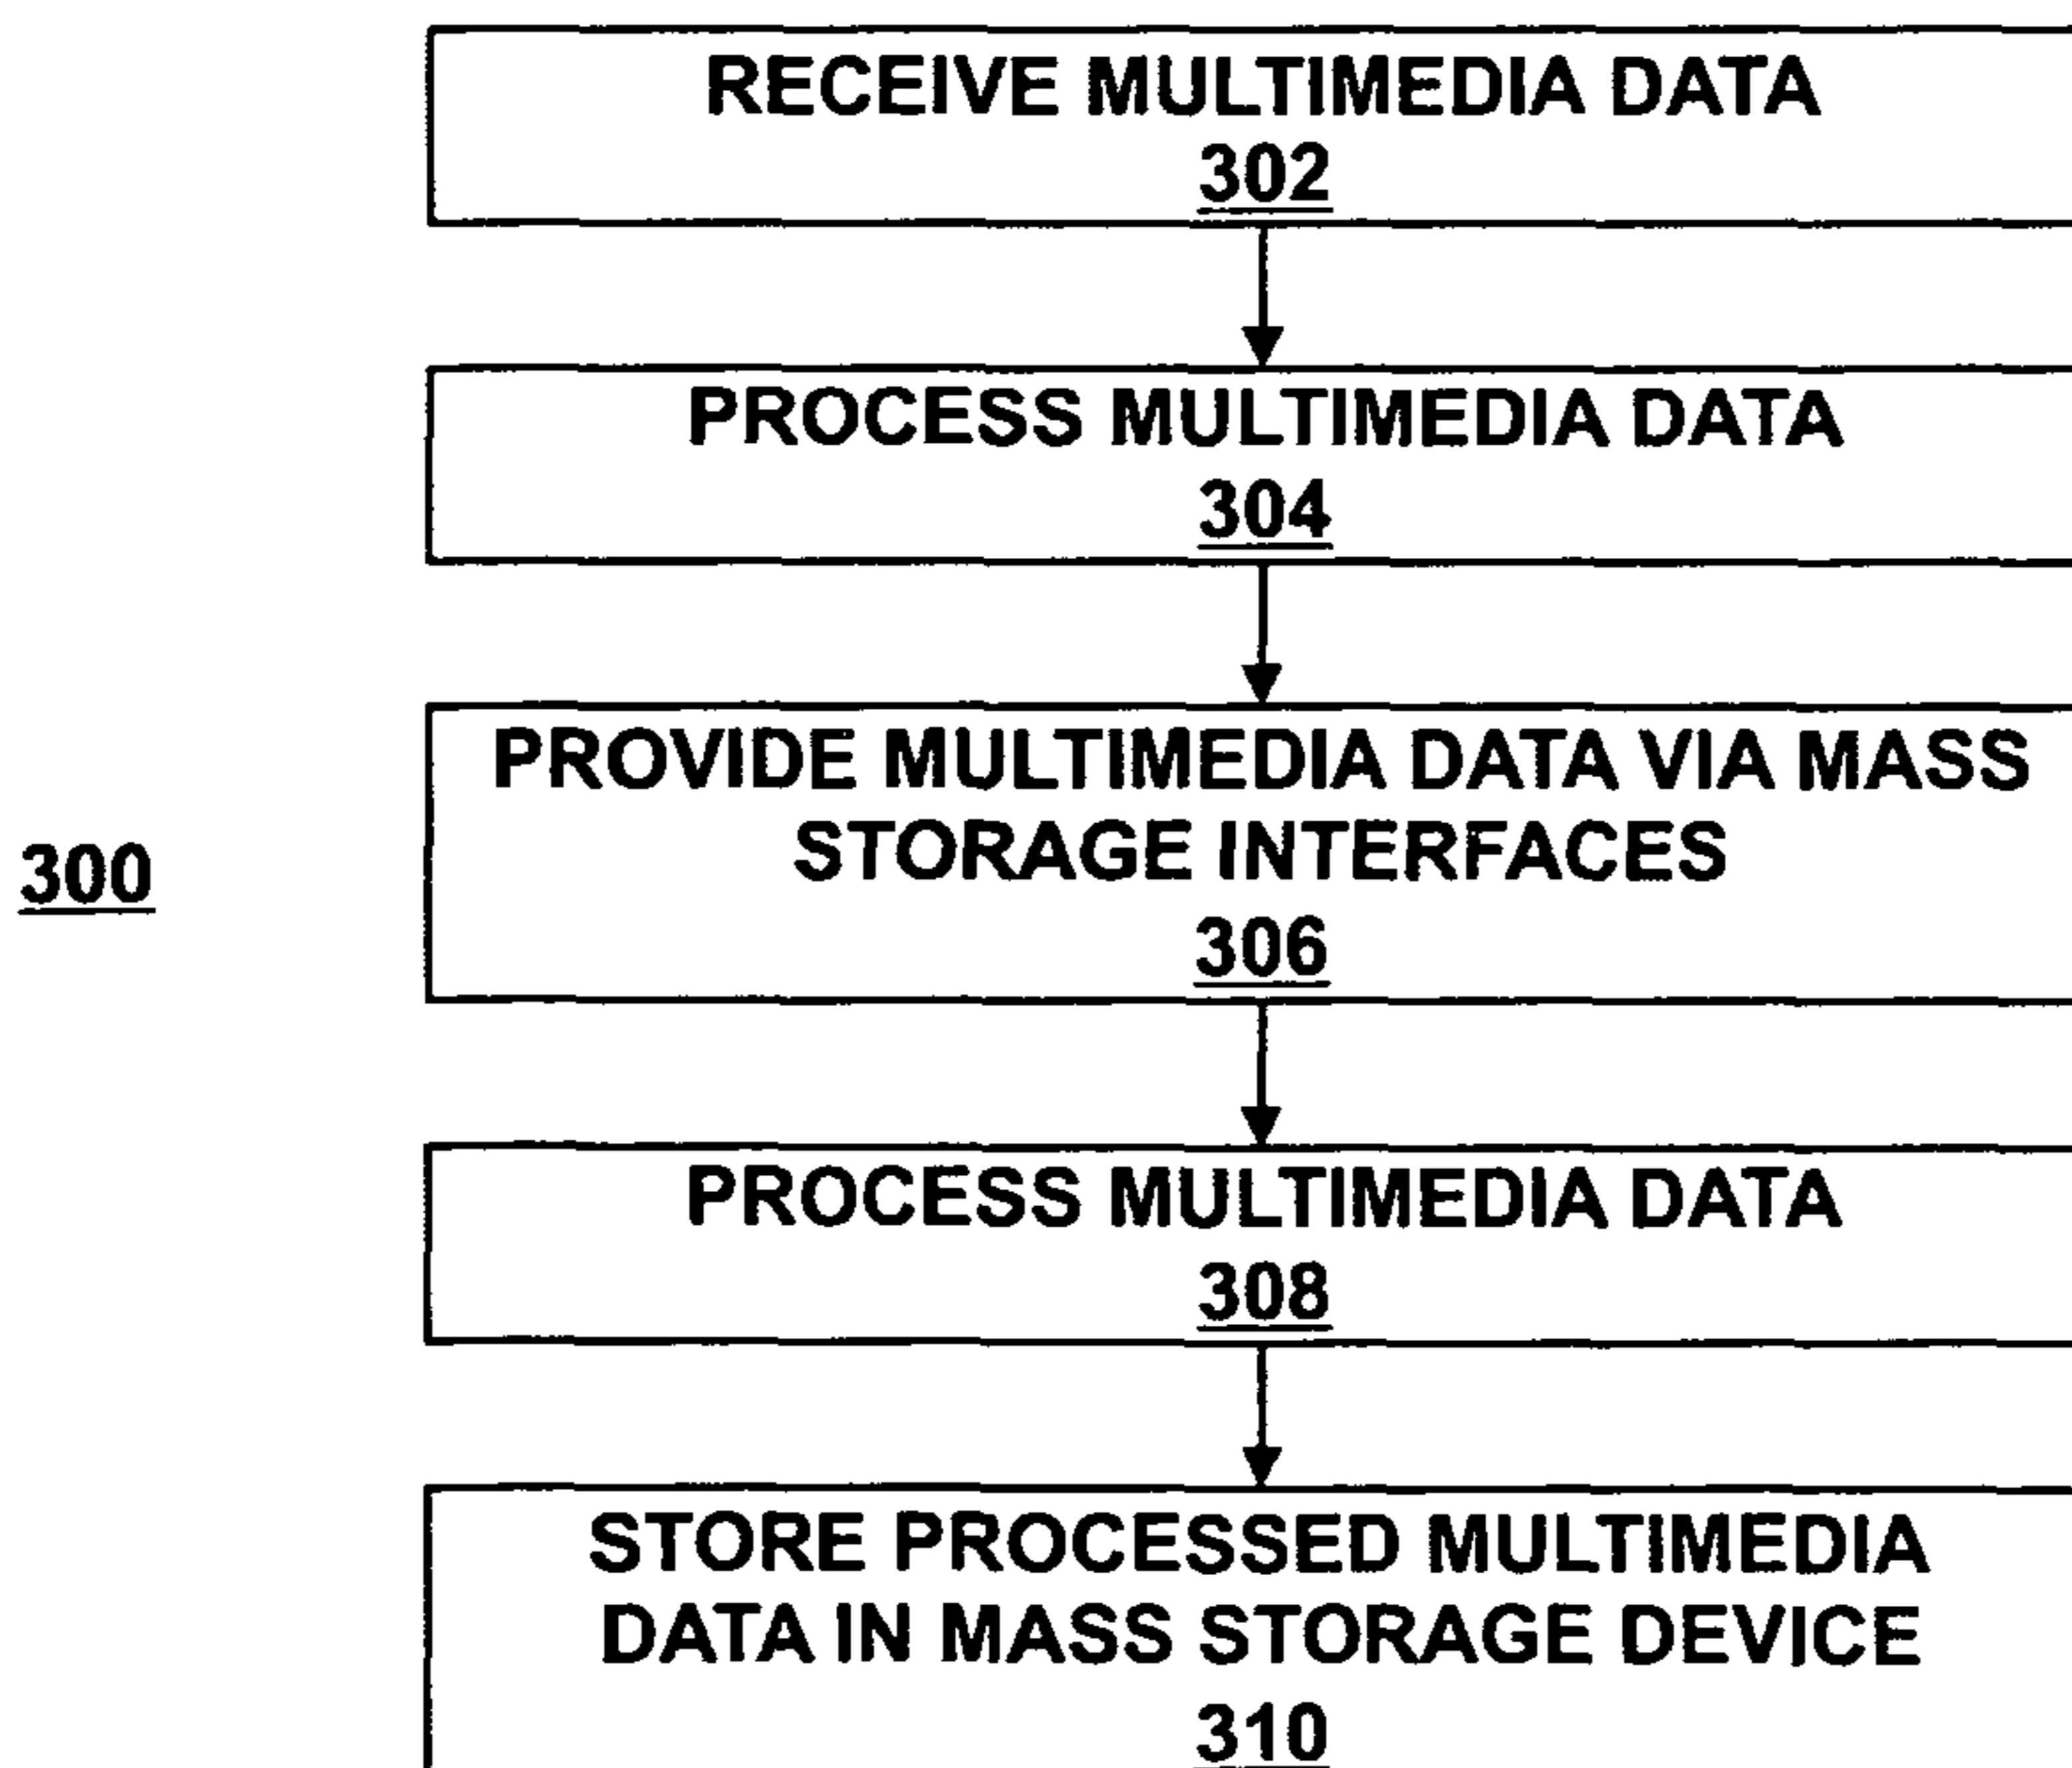 RECEIVE MULTIMEDIA DATA
302
PROCESS MULTIMEDIA DATA
304
PROVIDE MULTIMEDIA DATA VIA MASS
STORAGE INTERFACES
306
300
PROCESS MULTIMEDIA DATA
308
STORE PROCESSED MULTIMEDIA
DATA IN MASS STORAGE DEVICE
310